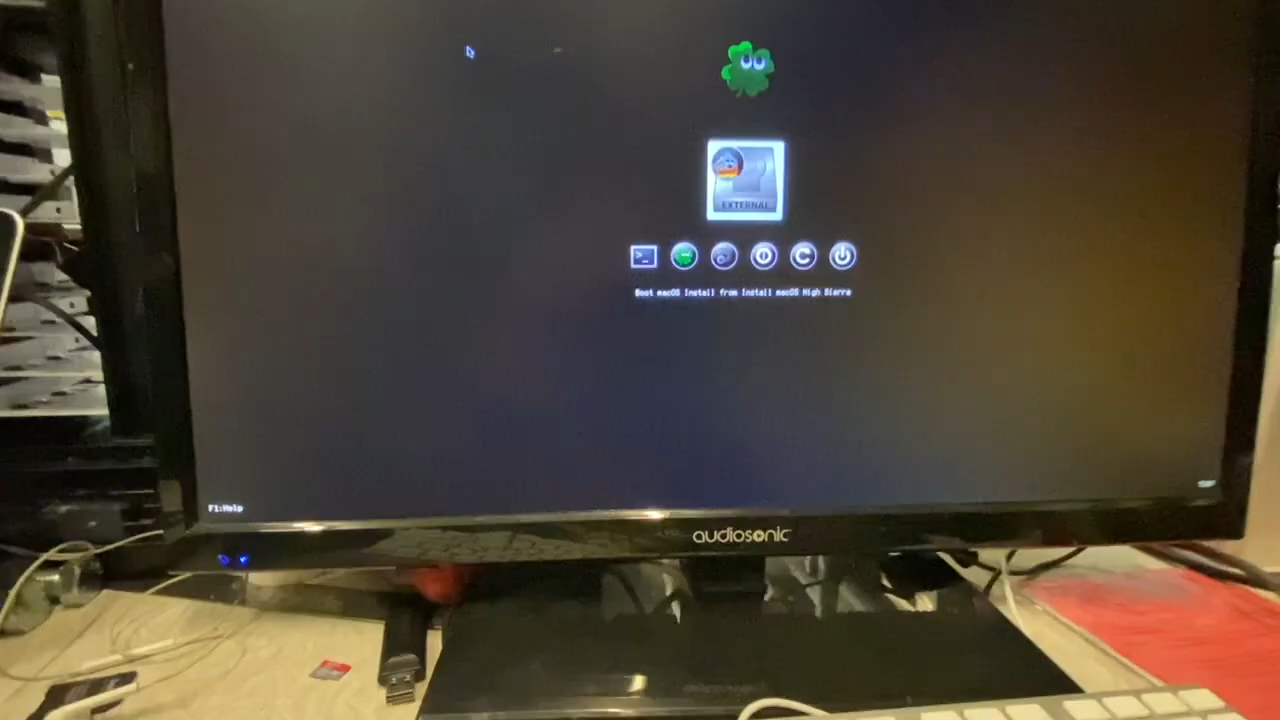 EXTERNAL
Boot macOS Install from Install macOS High Sierra
F1:Help
audiosonic